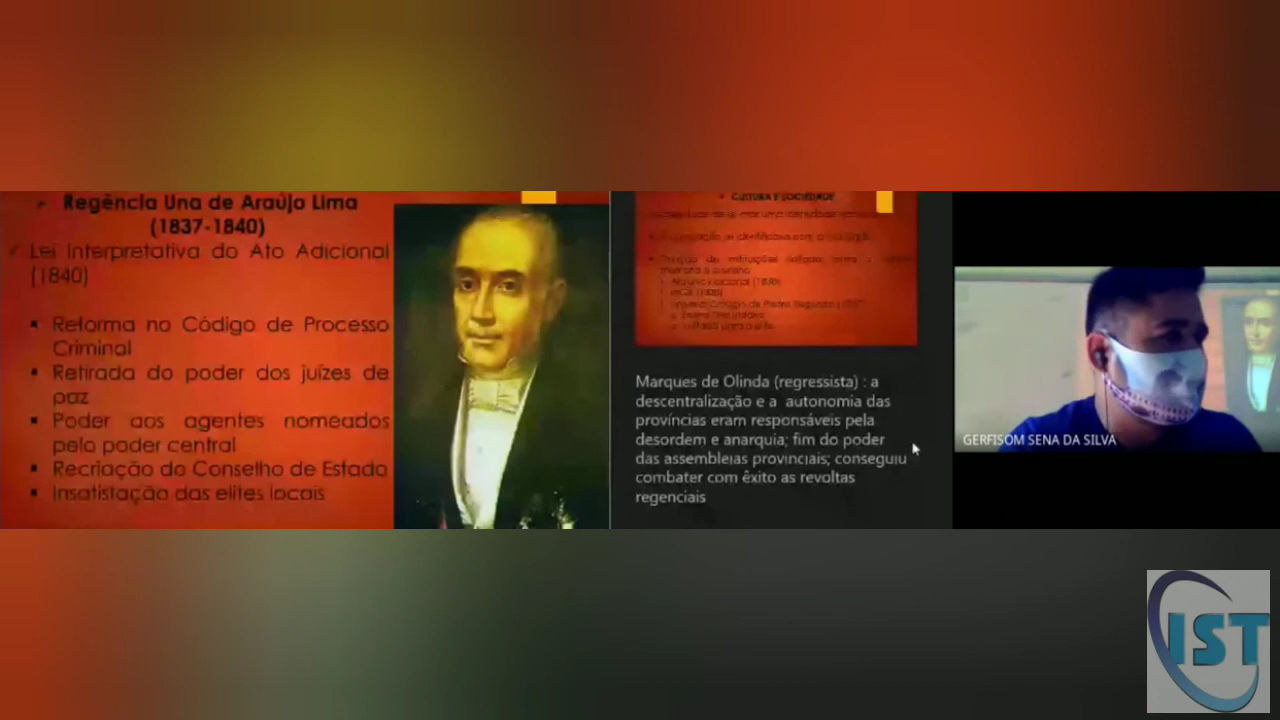 Regência Una de Araújo Lima
(1837-1840)
Lei Interpretativa do Ato Adicional
(1840)
Reforma no Código de Processo
Criminal
Retirada do poder dos juízes de
paz
Poder aos agentes nomeados
pelo poder central
Recriação do Conselho de Estado
Insatistação das elites locais
CULTURA E SOCIEDADE
Marques de Olinda (regressista) : a
descentralização e a autonomia das
províncias eram responsáveis pela
desordem e anarquia; fim do poder
das assembleias provinciais; conseguiu
combater com êxito as revoltas
regenciais
GERFISOM SENA DA SILVA
IST